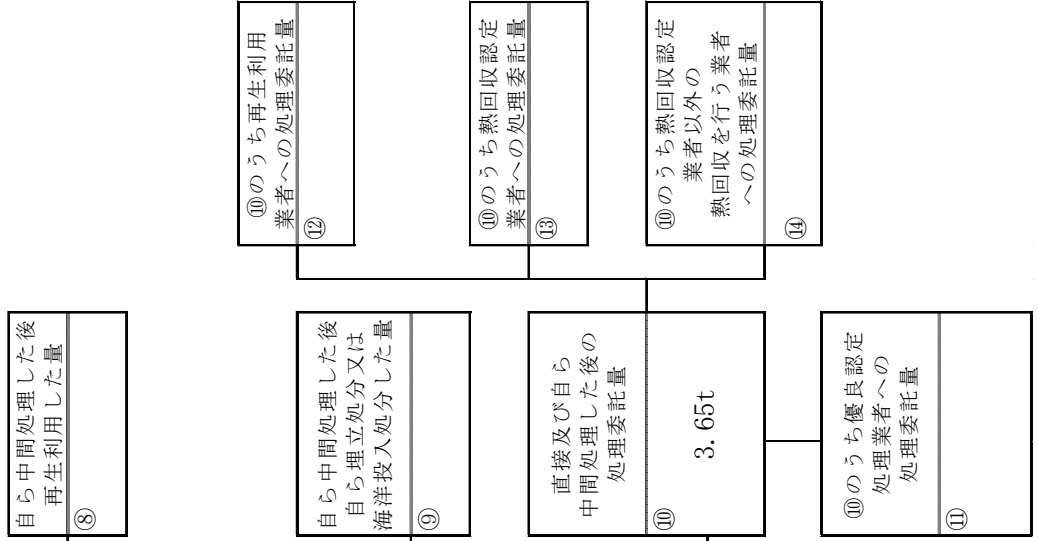 自ら中間処理した後
再生利用した量
⑧
自ら中間処理した後
自ら埋立処分又は
海洋投入処分した量
⑨
直接及び自ら
中間処理した後の
処理委託量
⑩
3.65t
⑩のうち優良認定
処理業者への
処理委託量
⑪
⑩のうち再生利用
業者への処理委託量
⑫
⑩のうち熱回収認定
業者への処理委託量
⑬
⑩のうち熱回収認定
業者以外の
熱回収を行う業者
への処理委託量
⑭